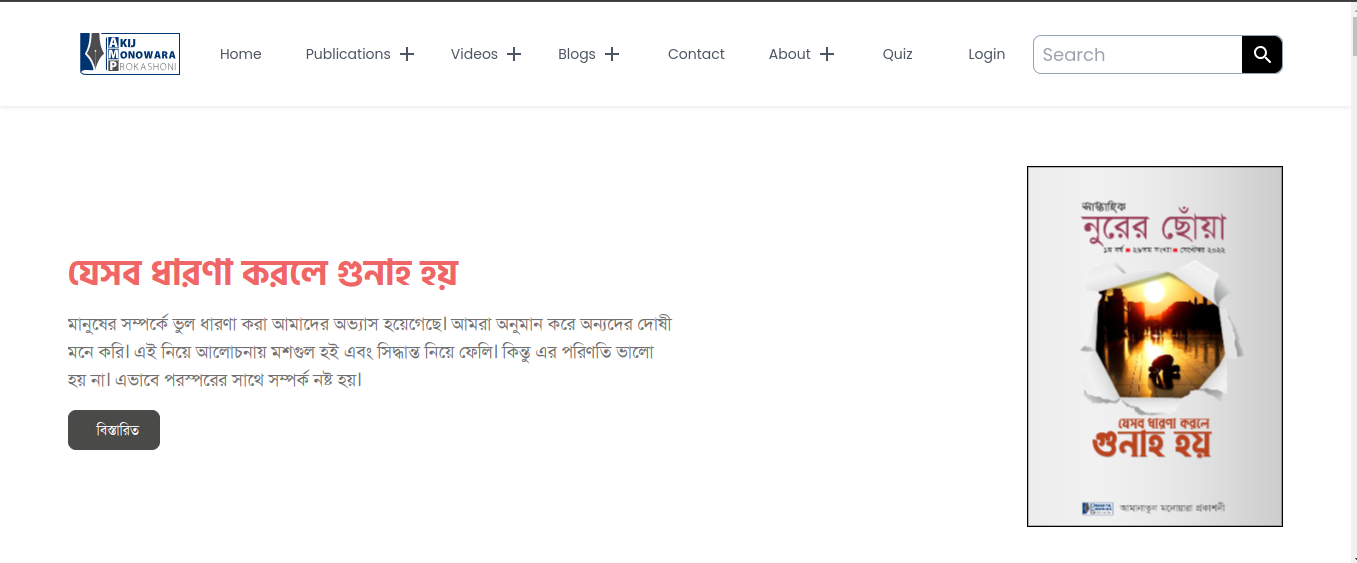 AKIJ
MONOWARA
PROKASHONI
Home
Publications
Videos
Blogs
Contact
About
Quiz
Login
Search
যেসব ধারণা করলে গুনাহ হয়
মানুষের সম্পর্কে ভুল ধারণা করা আমাদের অভ্যাস হয়েগেছে। আমরা অনুমান করে অন্যদের দোষী
মনে করি। এই নিয়ে আলোচনায় মশগুল হই এবং সিদ্ধান্ত নিয়ে ফেলি। কিন্তু এর পরিণতি ভালো
হয় না। এভাবে পরস্পরের সাথে সম্পর্ক নষ্ট হয়।
বিস্তারিত
সাপ্তাহিক
নুরের ছোঁয়া
১ম বর্ষ সংখ্যা সেপ্টেম্বর ২০২২
যেসব ধারণা করলে
গুনাহ হয়
আমানাতুল মনোয়ারা প্রকাশনী